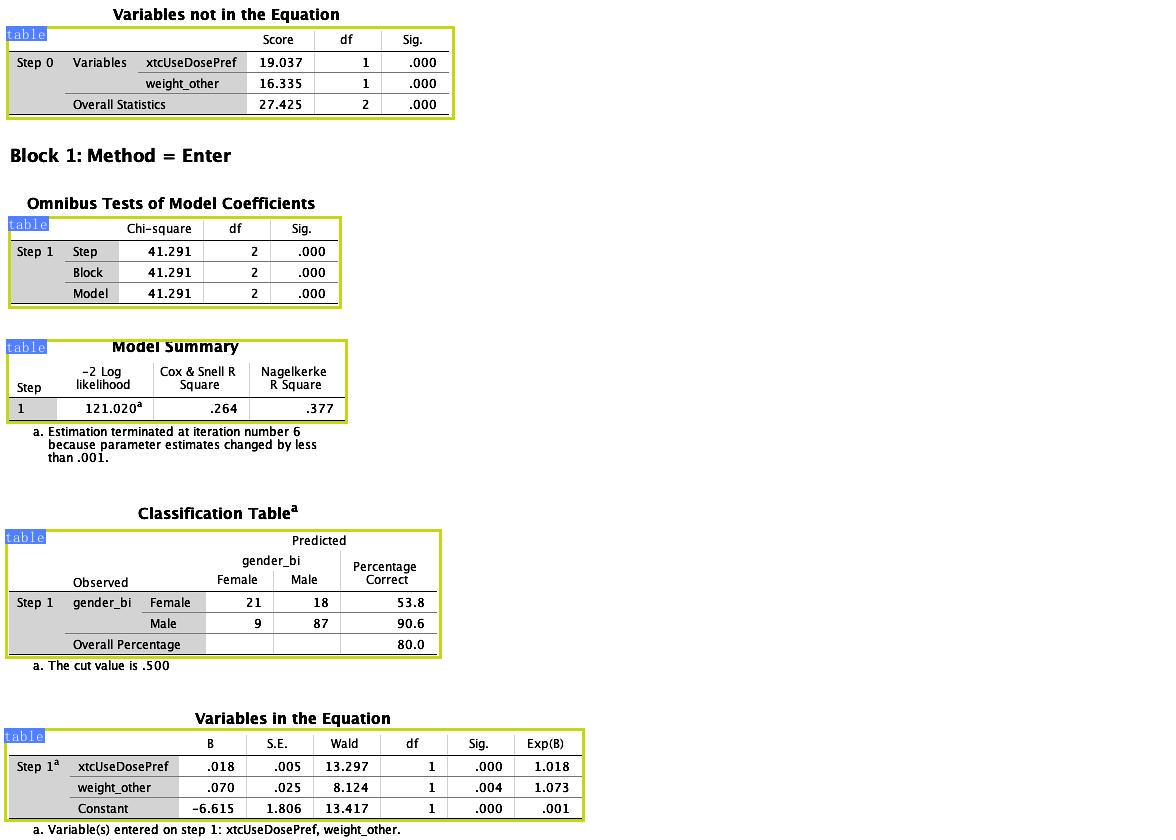 Variables not in the Equation
table
Score df Sig.
Step 0 Variables xtcUseDosePref 19.037 1 .000
weight_other 16.335 1 .000
Overall Statistics 27.425 2 .000
Block 1: Method = Enter
Omnibus Tests of Model Coefficients
table
Chi-square df Sig.
Step 1 Step 41.291 2 .000
Block 41.291 2 .000
Model 41.291 2 .000
table
Model Summary
Step -2 Log likelihood Cox & Snell R Square Nagelkerke R Square
1 121.020a .264 .377
a. Estimation terminated at iteration number 6
because parameter estimates changed by less
than .001.
Classification Tablea
table
Predicted
gender_bi Percentage Correct
Observed Female Male
Step 1 gender_bi Female 21 18 53.8
Male 9 87 90.6
Overall Percentage 80.0
a. The cut value is .500
Variables in the Equation
table
B S.E. Wald df Sig. Exp(B)
Step 1a xtcUseDosePref .018 .005 13.297 1 .000 1.018
weight_other .070 .025 8.124 1 .004 1.073
Constant -6.615 1.806 13.417 1 .000 .001
a. Variable(s) entered on step 1: xtcUseDosePref, weight_other.